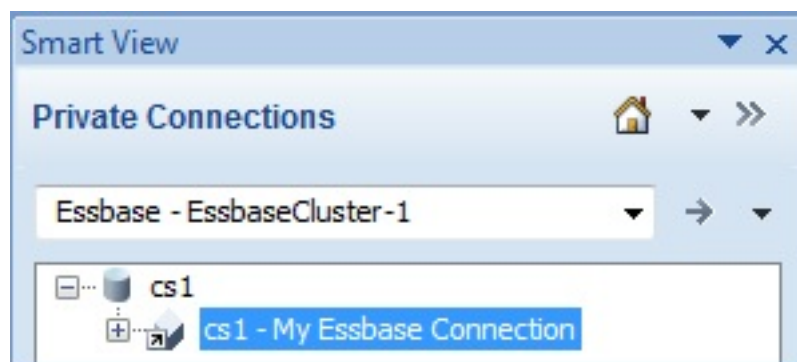 Smart View
Private Connections
Essbase - EssbaseCluster-1
cs1
cs1 - My Essbase Connection